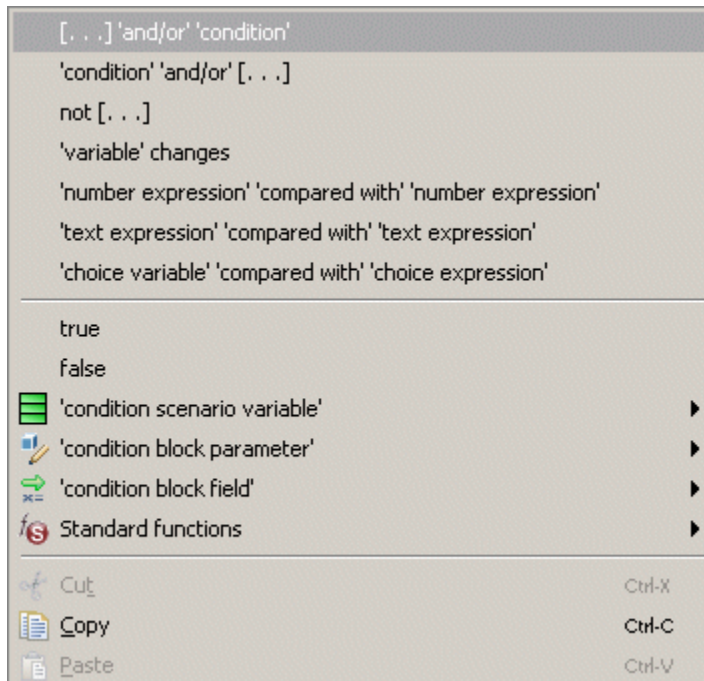 [. . .] 'and/or' 'condition'
'condition' 'and/or' [. . .]
not [. . .]
'variable' changes
'number expression' 'compared with' 'number expression'
'text expression' 'compared with' 'text expression'
'choice variable' 'compared with' 'choice expression'
true
false
'condition scenario variable'
'condition block parameter'
'condition block field'
Standard functions
Cut Ctrl-X
Copy Ctrl-C
Paste Ctrl-V